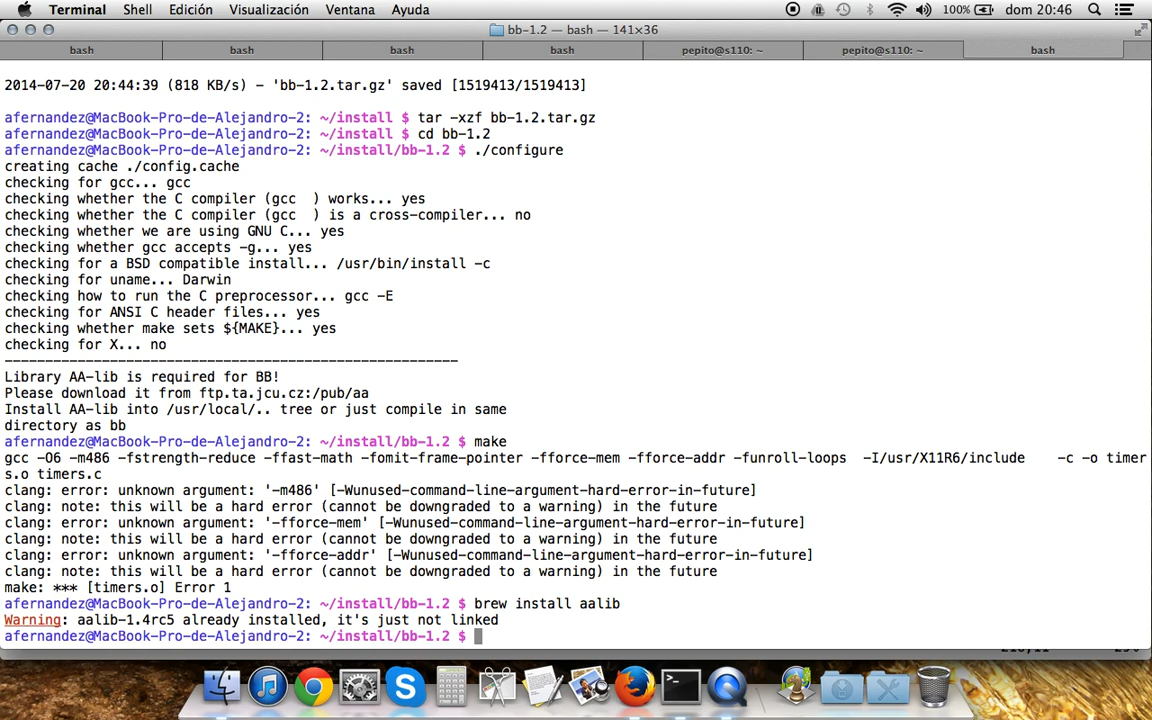 Terminal Shell Edición Visualización Ventana Ayuda 100% dom 20:46
bb-1.2 — bash — 141×36
bash bash bash bash pepito@s110: ~ pepito@s110: ~ bash
2014-07-20 20:44:39 (818 KB/s) - 'bb-1.2.tar.gz' saved [1519413/1519413]
afernandez@MacBook-Pro-de-Alejandro-2: ~/install $ tar -xzf bb-1.2.tar.gz
afernandez@MacBook-Pro-de-Alejandro-2: ~/install $ cd bb-1.2
afernandez@MacBook-Pro-de-Alejandro-2: ~/install/bb-1.2 $ ./configure
creating cache ./config.cache
checking for gcc... gcc
checking whether the C compiler (gcc  ) works... yes
checking whether the C compiler (gcc  ) is a cross-compiler... no
checking whether we are using GNU C... yes
checking whether gcc accepts -g... yes
checking for a BSD compatible install... /usr/bin/install -c
checking for uname... Darwin
checking how to run the C preprocessor... gcc -E
checking for ANSI C header files... yes
checking whether make sets ${MAKE}... yes
checking for X... no
--------------------------------------------------------
Library AA-lib is required for BB!
Please download it from ftp.ta.jcu.cz:/pub/aa
Install AA-lib into /usr/local/.. tree or just compile in same
directory as bb
afernandez@MacBook-Pro-de-Alejandro-2: ~/install/bb-1.2 $ make
gcc -O6 -m486 -fstrength-reduce -ffast-math -fomit-frame-pointer -fforce-mem -fforce-addr -funroll-loops  -I/usr/X11R6/include    -c -o timer
s.o timers.c
clang: error: unknown argument: '-m486' [-Wunused-command-line-argument-hard-error-in-future]
clang: note: this will be a hard error (cannot be downgraded to a warning) in the future
clang: error: unknown argument: '-fforce-mem' [-Wunused-command-line-argument-hard-error-in-future]
clang: note: this will be a hard error (cannot be downgraded to a warning) in the future
clang: error: unknown argument: '-fforce-addr' [-Wunused-command-line-argument-hard-error-in-future]
clang: note: this will be a hard error (cannot be downgraded to a warning) in the future
make: *** [timers.o] Error 1
afernandez@MacBook-Pro-de-Alejandro-2: ~/install/bb-1.2 $ brew install aalib
Warning: aalib-1.4rc5 already installed, it's just not linked
afernandez@MacBook-Pro-de-Alejandro-2: ~/install/bb-1.2 $